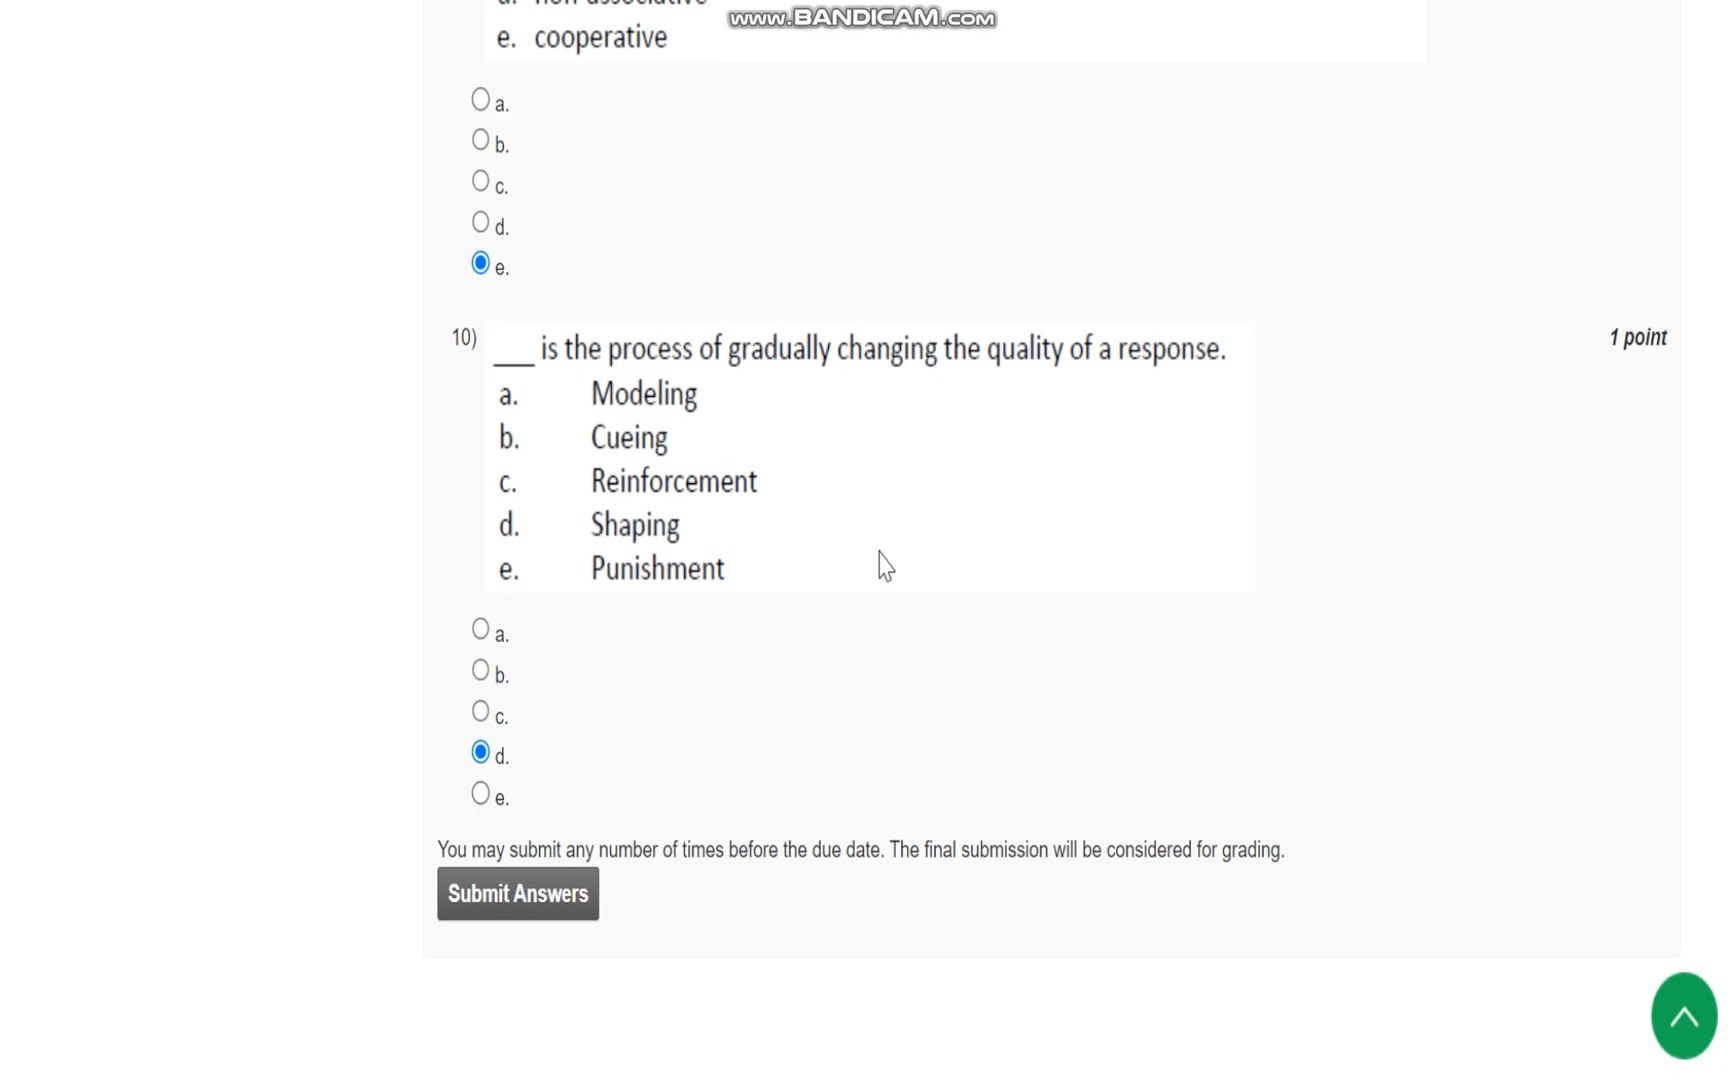 d. non-associative
www.BANDICAM.com
e. cooperative
a.
b.
c.
d.
e.
10)
___ is the process of gradually changing the quality of a response.
1 point
a. Modeling
b. Cueing
c. Reinforcement
d. Shaping
e. Punishment
a.
b.
c.
d.
e.
You may submit any number of times before the due date. The final submission will be considered for grading.
Submit Answers